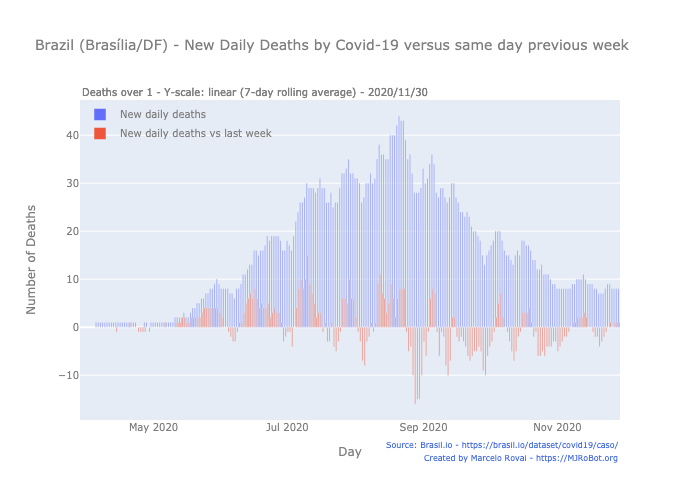 Brazil (Brasília/DF) - New Daily Deaths by Covid-19 versus same day previous week
Deaths over 1 - Y-scale: linear (7-day rolling average) - 2020/11/30
New daily deaths
New daily deaths vs last week
40
30
20
10
0
−10
Number of Deaths
May 2020
Jul 2020
Sep 2020
Nov 2020
Day
Source: Brasil.io - https://brasil.io/dataset/covid19/caso/
Created by Marcelo Rovai - https://MJRoBot.org